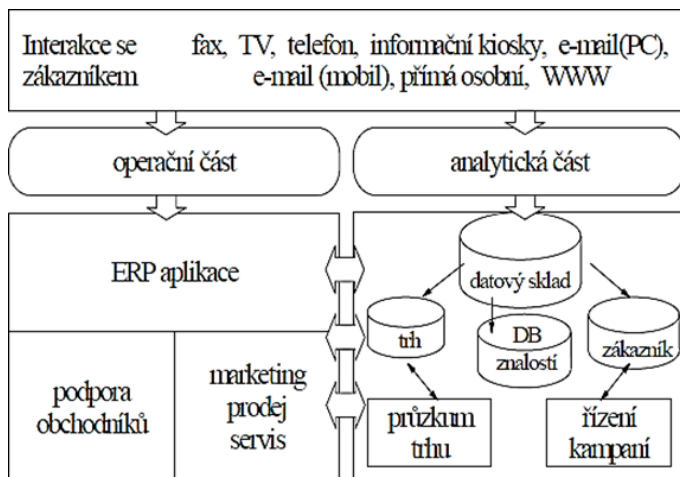 Interakce se
zákazníkem
fax, TV, telefon, informační kiosky, e-mail(PC),
e-mail (mobil), přímá osobní, WWW
operační část
analytická část
ERP aplikace
datový sklad
trh
DB
znalostí
zákazník
podpora
obchodníků
marketing
prodej
servis
průzkum
trhu
řízení
kampaní